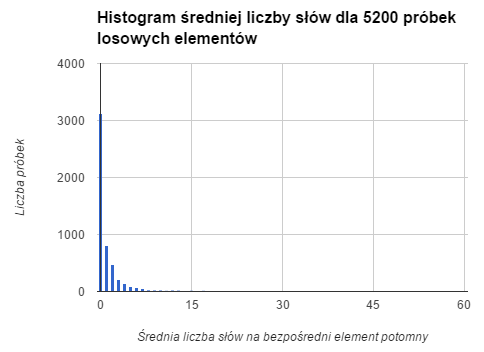 Histogram średniej liczby słów dla 5200 próbek
losowych elementów
4000
3000
2000
1000
0
Liczba próbek
0 15 30 45 60
Średnia liczba słów na bezpośredni element potomny